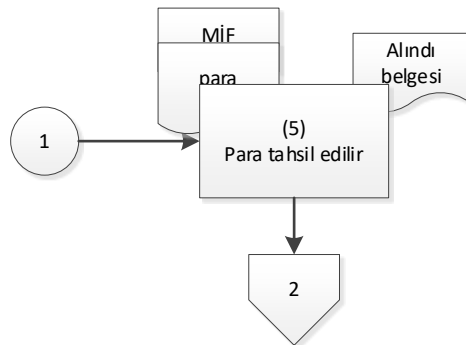 MİF
para
Alındı
belgesi
1
(5)
Para tahsil edilir
2